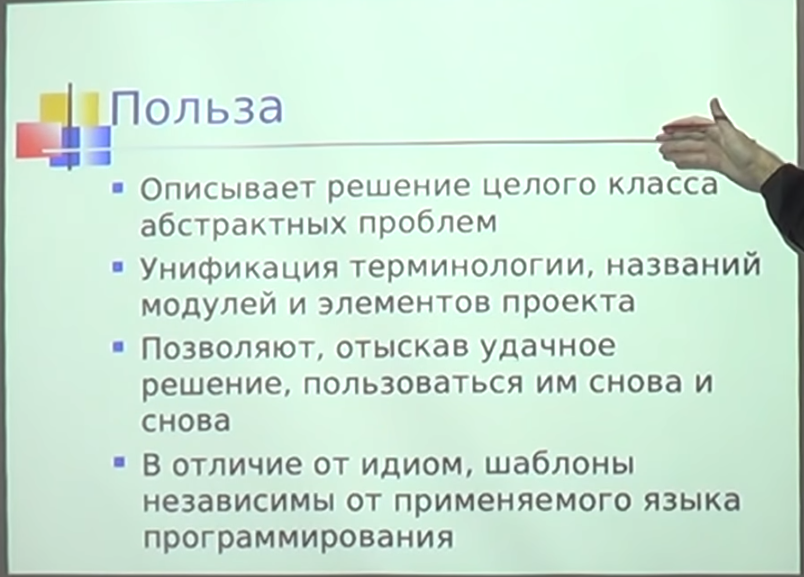 Польза
Описывает решение целого класса
абстрактных проблем
Унификация терминологии, названий
модулей и элементов проекта
Позволяют, отыскав удачное
решение, пользоваться им снова и
снова
В отличие от идиом, шаблоны
независимы от применяемого языка
программирования